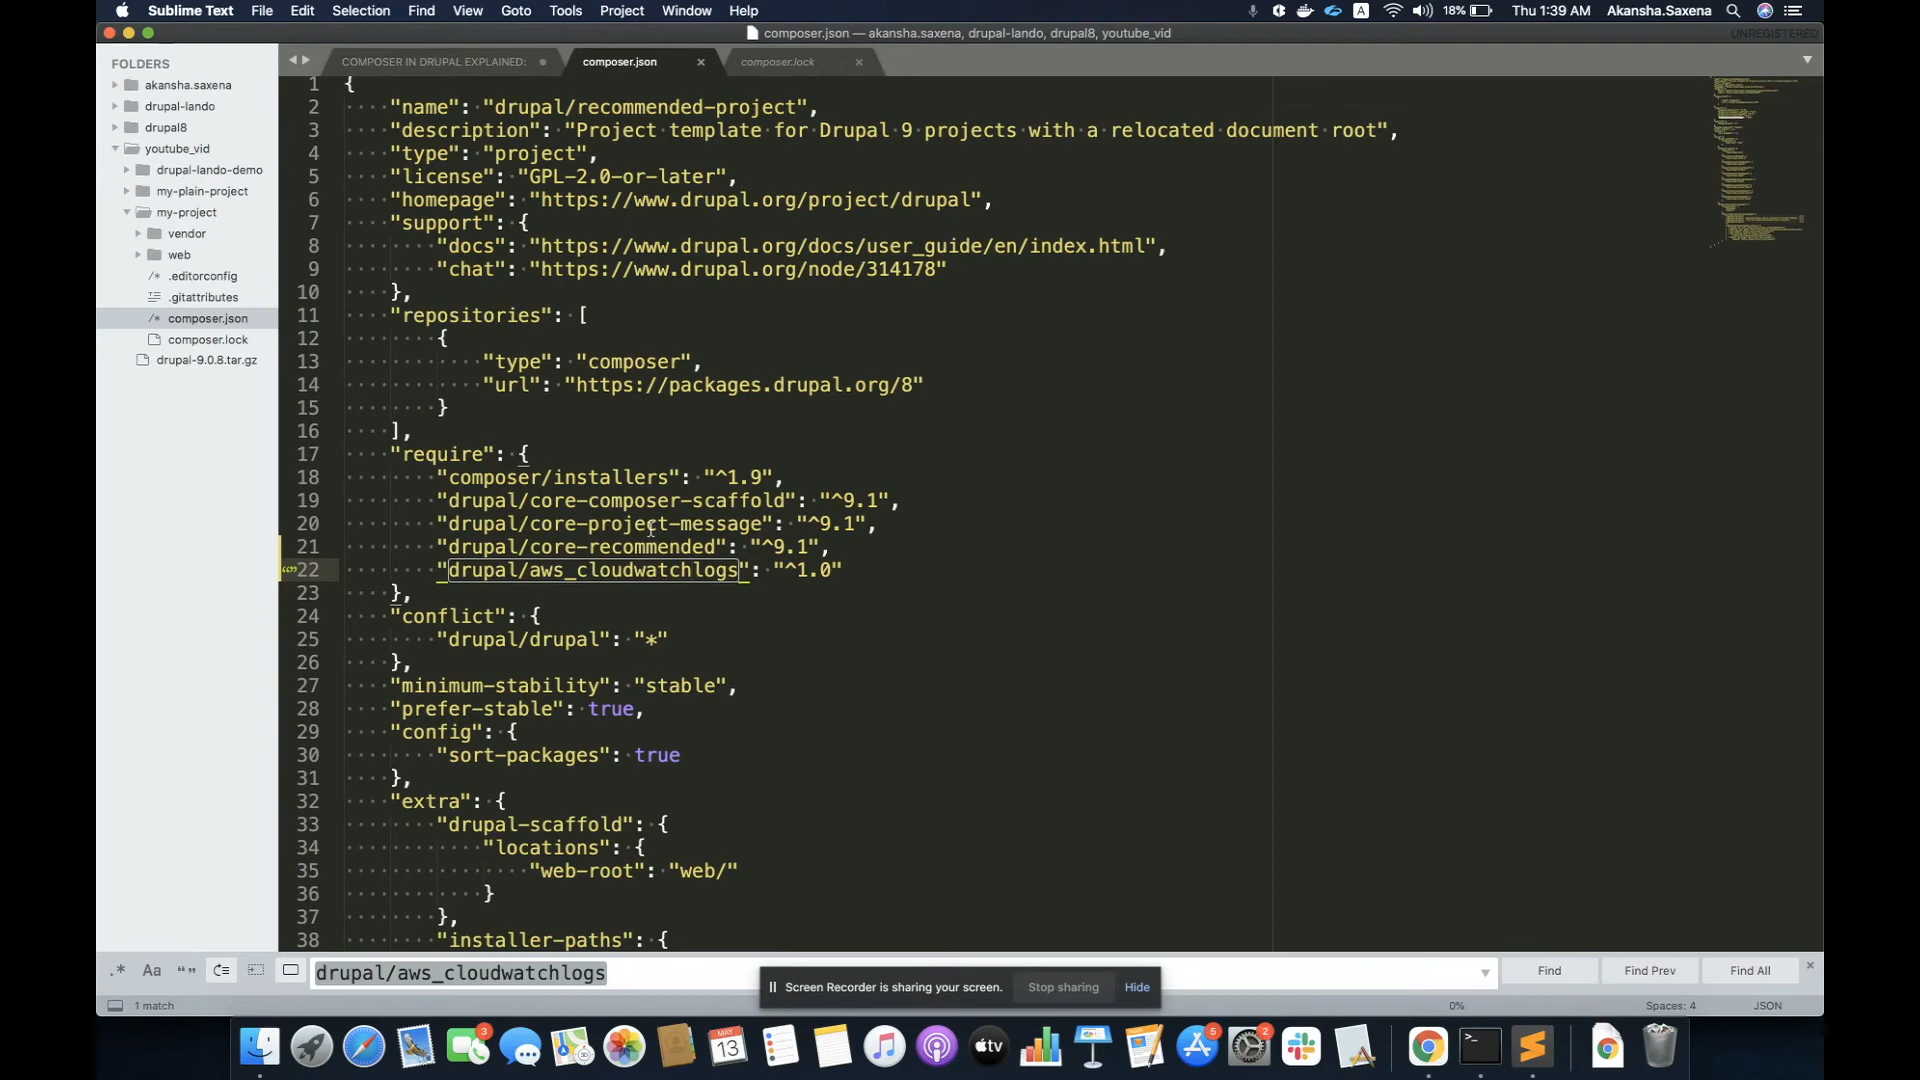 Sublime Text File Edit Selection Find View Goto Tools Project Window Help A 18% Thu 1:39 AM Akansha.Saxena
composer.json — akansha.saxena, drupal-lando, drupal8, youtube_vid UNREGISTERED
FOLDERS
akansha.saxena
drupal-lando
drupal8
youtube_vid
drupal-lando-demo
my-plain-project
my-project
vendor
web
.editorconfig
.gitattributes
/* composer.json
composer.lock
drupal-9.0.8.tar.gz
COMPOSER IN DRUPAL EXPLAINED: composer.json composer.lock
1 {
2 "name": "drupal/recommended-project",
3 "description": "Project template for Drupal 9 projects with a relocated document root",
4 "type": "project",
5 "license": "GPL-2.0-or-later",
6 "homepage": "https://www.drupal.org/project/drupal",
7 "support": {
8 "docs": "https://www.drupal.org/docs/user_guide/en/index.html",
9 "chat": "https://www.drupal.org/node/314178"
10 },
11 "repositories": [
12 {
13 "type": "composer",
14 "url": "https://packages.drupal.org/8"
15 }
16 ],
17 "require": {
18 "composer/installers": "^1.9",
19 "drupal/core-composer-scaffold": "^9.1",
20 "drupal/core-project-message": "^9.1",
21 "drupal/core-recommended": "^9.1",
22 "drupal/aws_cloudwatchlogs": "^1.0"
23 },
24 "conflict": {
25 "drupal/drupal": "*"
26 },
27 "minimum-stability": "stable",
28 "prefer-stable": true,
29 "config": {
30 "sort-packages": true
31 },
32 "extra": {
33 "drupal-scaffold": {
34 "locations": {
35 "web-root": "web/"
36 }
37 },
38 "installer-paths": {
.* Aa “” drupal/aws_cloudwatchlogs Find Find Prev Find All
Screen Recorder is sharing your screen. Stop sharing Hide
1 match 0% Spaces: 4 JSON
3 MAY 13 tv 5 2